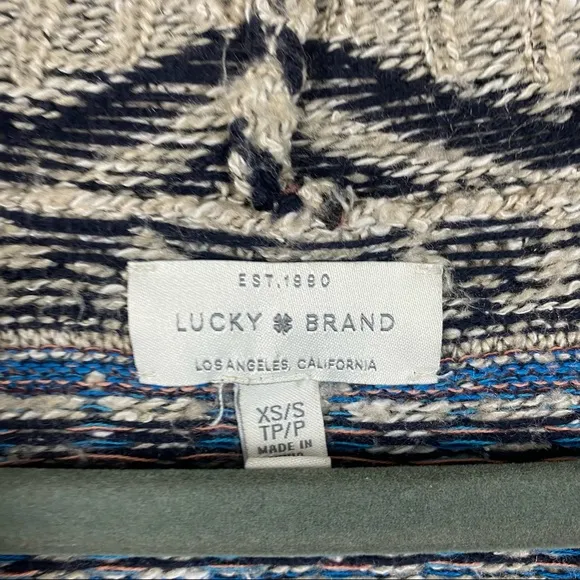 EST. 1990
LUCKY BRAND
LOS ANGELES, CALIFORNIA
XS/S
TP/P
MADE IN